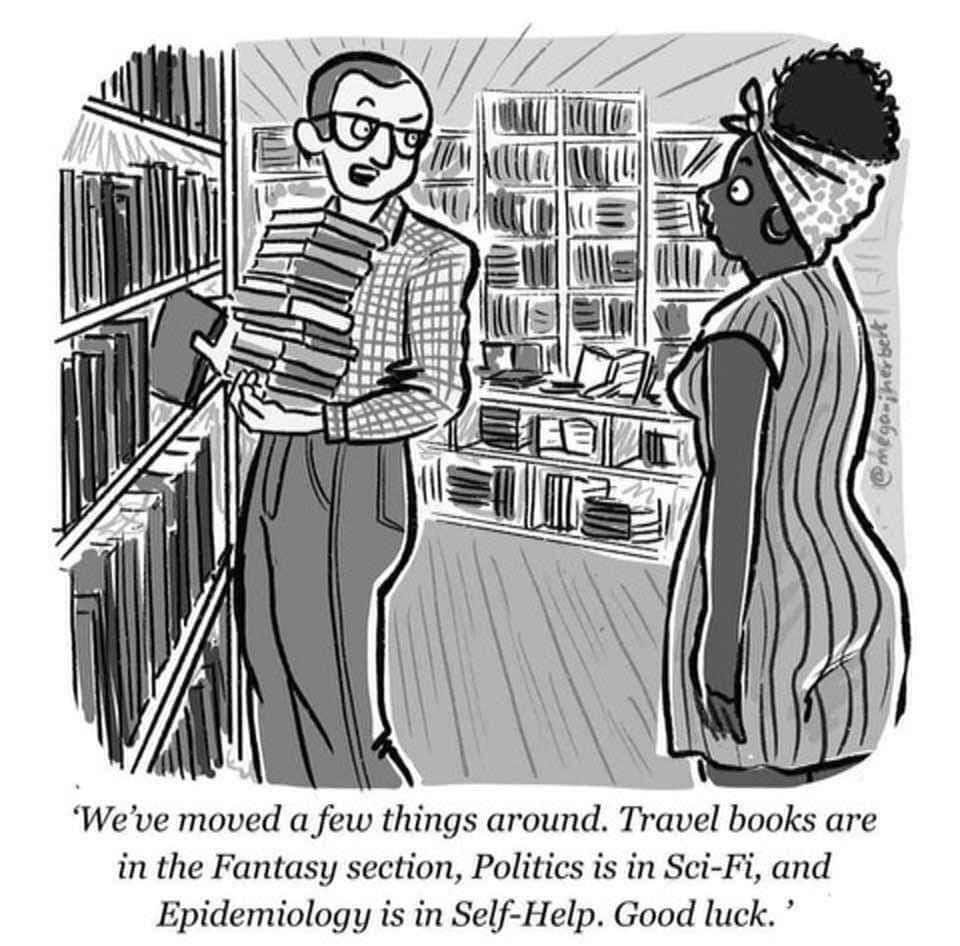 @meganjherbert
‘We’ve moved a few things around. Travel books are
in the Fantasy section, Politics is in Sci-Fi, and
Epidemiology is in Self-Help. Good luck. ’